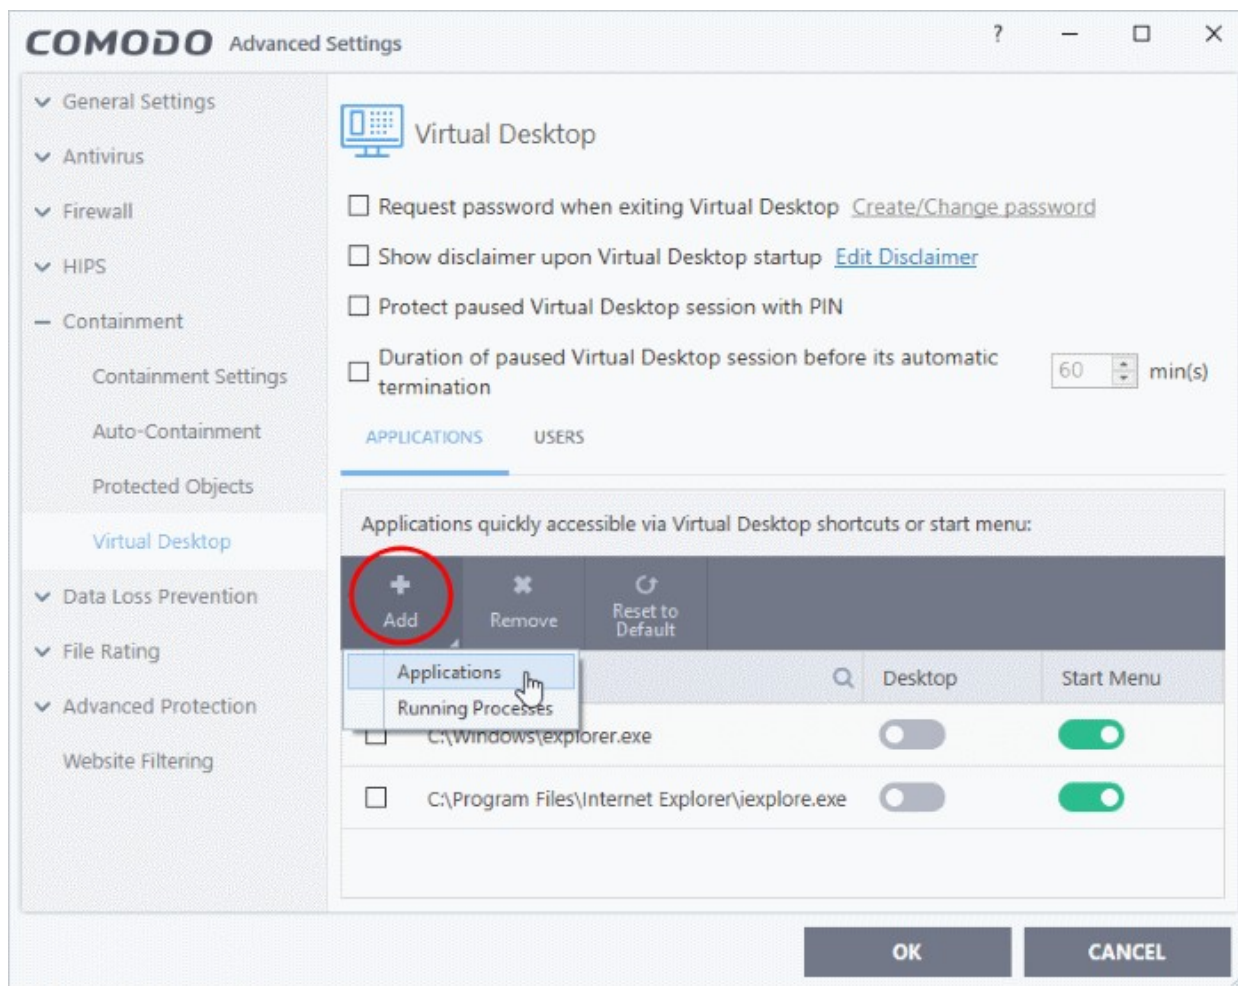 COMODO Advanced Settings ?
General Settings
Antivirus
Firewall
HIPS
Containment
Containment Settings
Auto-Containment
Protected Objects
Virtual Desktop
Data Loss Prevention
File Rating
Advanced Protection
Website Filtering
Virtual Desktop
Request password when exiting Virtual Desktop Create/Change password
Show disclaimer upon Virtual Desktop startup Edit Disclaimer
Protect paused Virtual Desktop session with PIN
Duration of paused Virtual Desktop session before its automatic
termination
60 min(s)
APPLICATIONS USERS
Applications quickly accessible via Virtual Desktop shortcuts or start menu:
Add Remove Reset to
Default
Applications
Running Processes
Desktop Start Menu
C:\Windows\explorer.exe
C:\Program Files\Internet Explorer\iexplore.exe
OK CANCEL